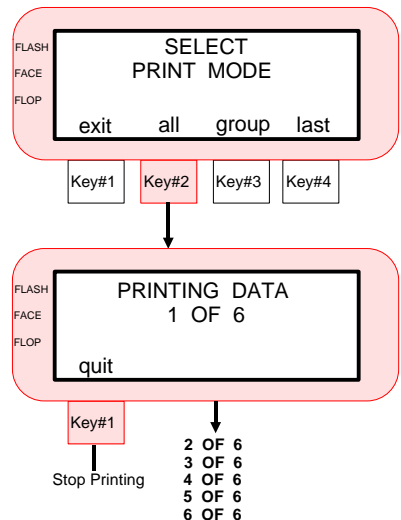 FLASH
FACE
FLOP
SELECT
PRINT MODE
exit all group last
Key#1 Key#2 Key#3 Key#4
FLASH
FACE
FLOP
PRINTING DATA
1 OF 6
quit
Key#1
Stop Printing
2 OF 6
3 OF 6
4 OF 6
5 OF 6
6 OF 6